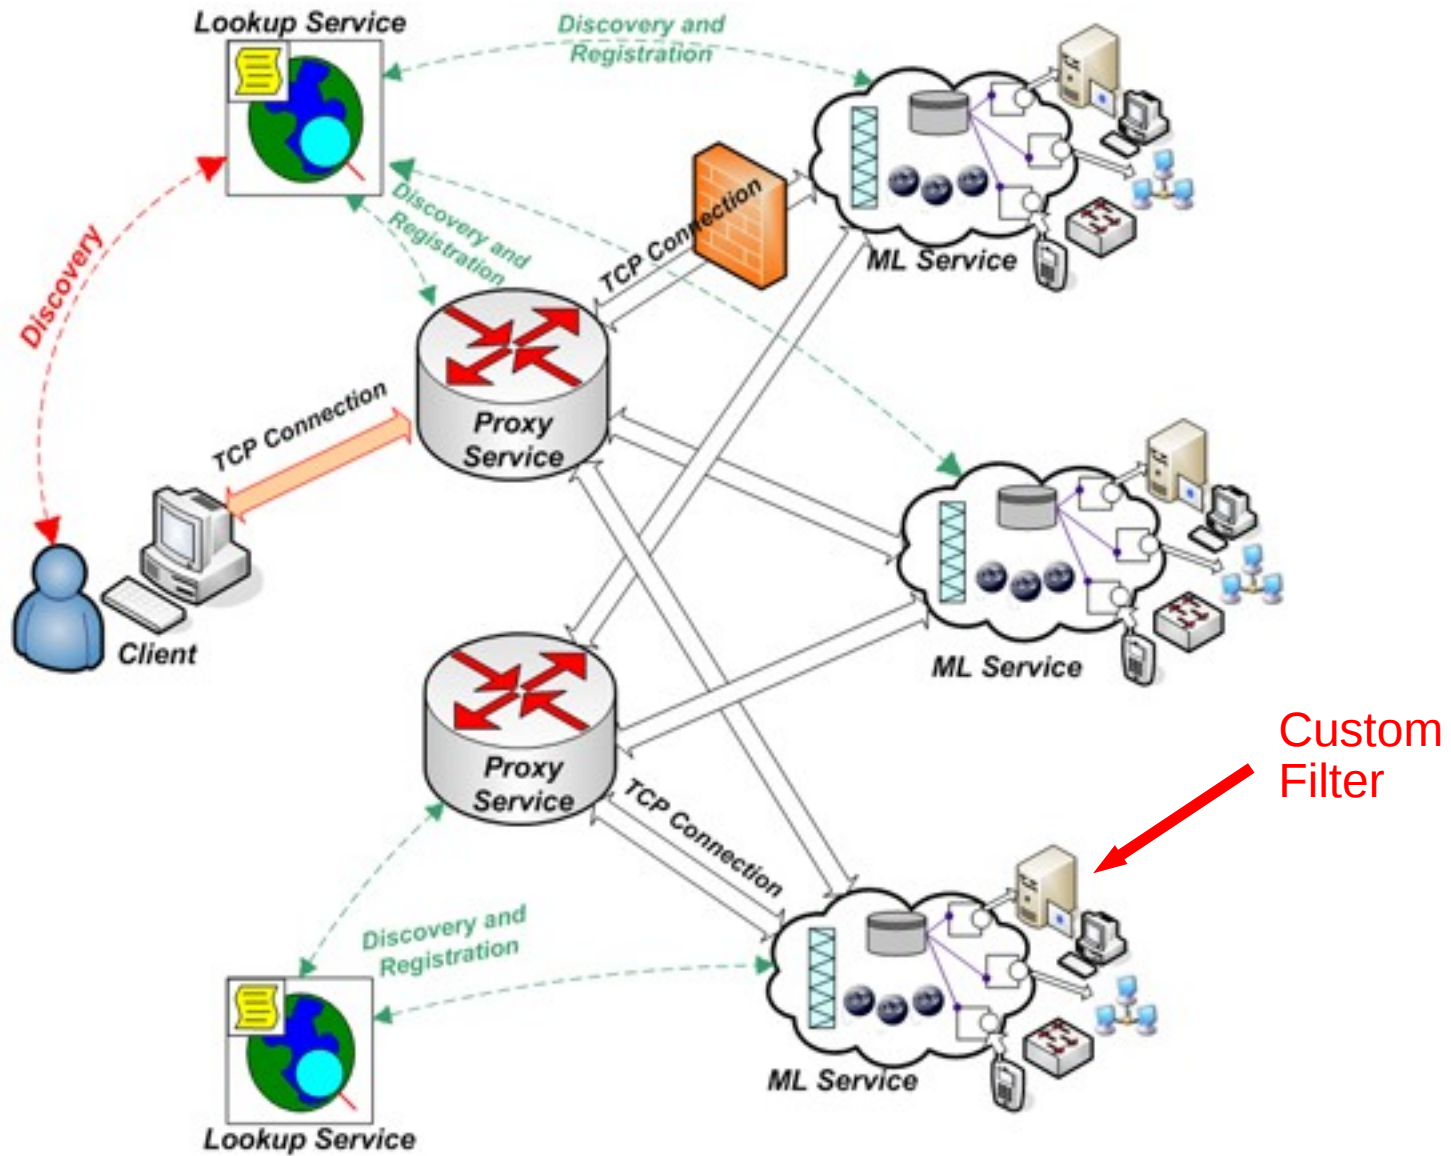 Lookup Service
Discovery and
Registration
Discovery and
Registration
TCP Connection
ML Service
Discovery
TCP Connection
Proxy
Service
Client
ML Service
Custom
Filter
Proxy
Service
TCP Connection
Discovery and
Registration
ML Service
Lookup Service